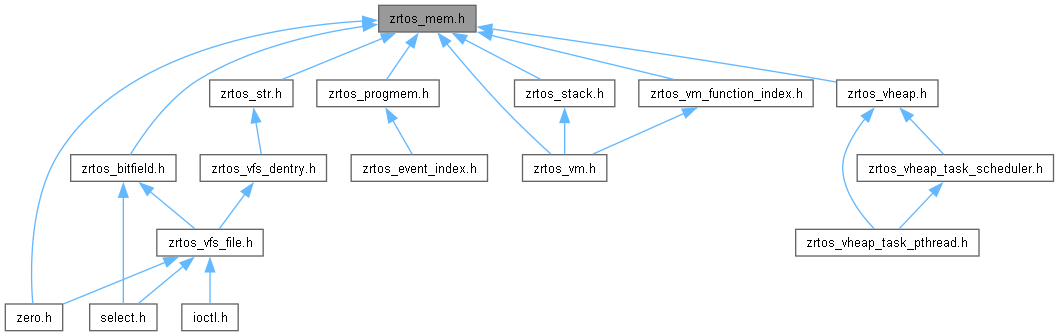 zrtos_mem.h
zrtos_str.h
zrtos_progmem.h
zrtos_stack.h
zrtos_vm_function_index.h
zrtos_vheap.h
zrtos_bitfield.h
zrtos_vfs_dentry.h
zrtos_event_index.h
zrtos_vm.h
zrtos_vheap_task_scheduler.h
zrtos_vfs_file.h
zrtos_vheap_task_pthread.h
zero.h
select.h
ioctl.h